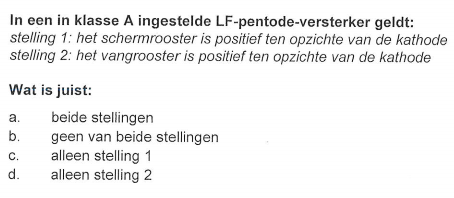 In een in klasse A ingestelde LF-pentode-versterker geldt:
stelling 1: het schermrooster is positief ten opzichte van de kathode
stelling 2: het vangrooster is positief ten opzichte van de kathode
Wat is juist:
a. beide stellingen
b. geen van beide stellingen
c. alleen stelling 1
d. alleen stelling 2